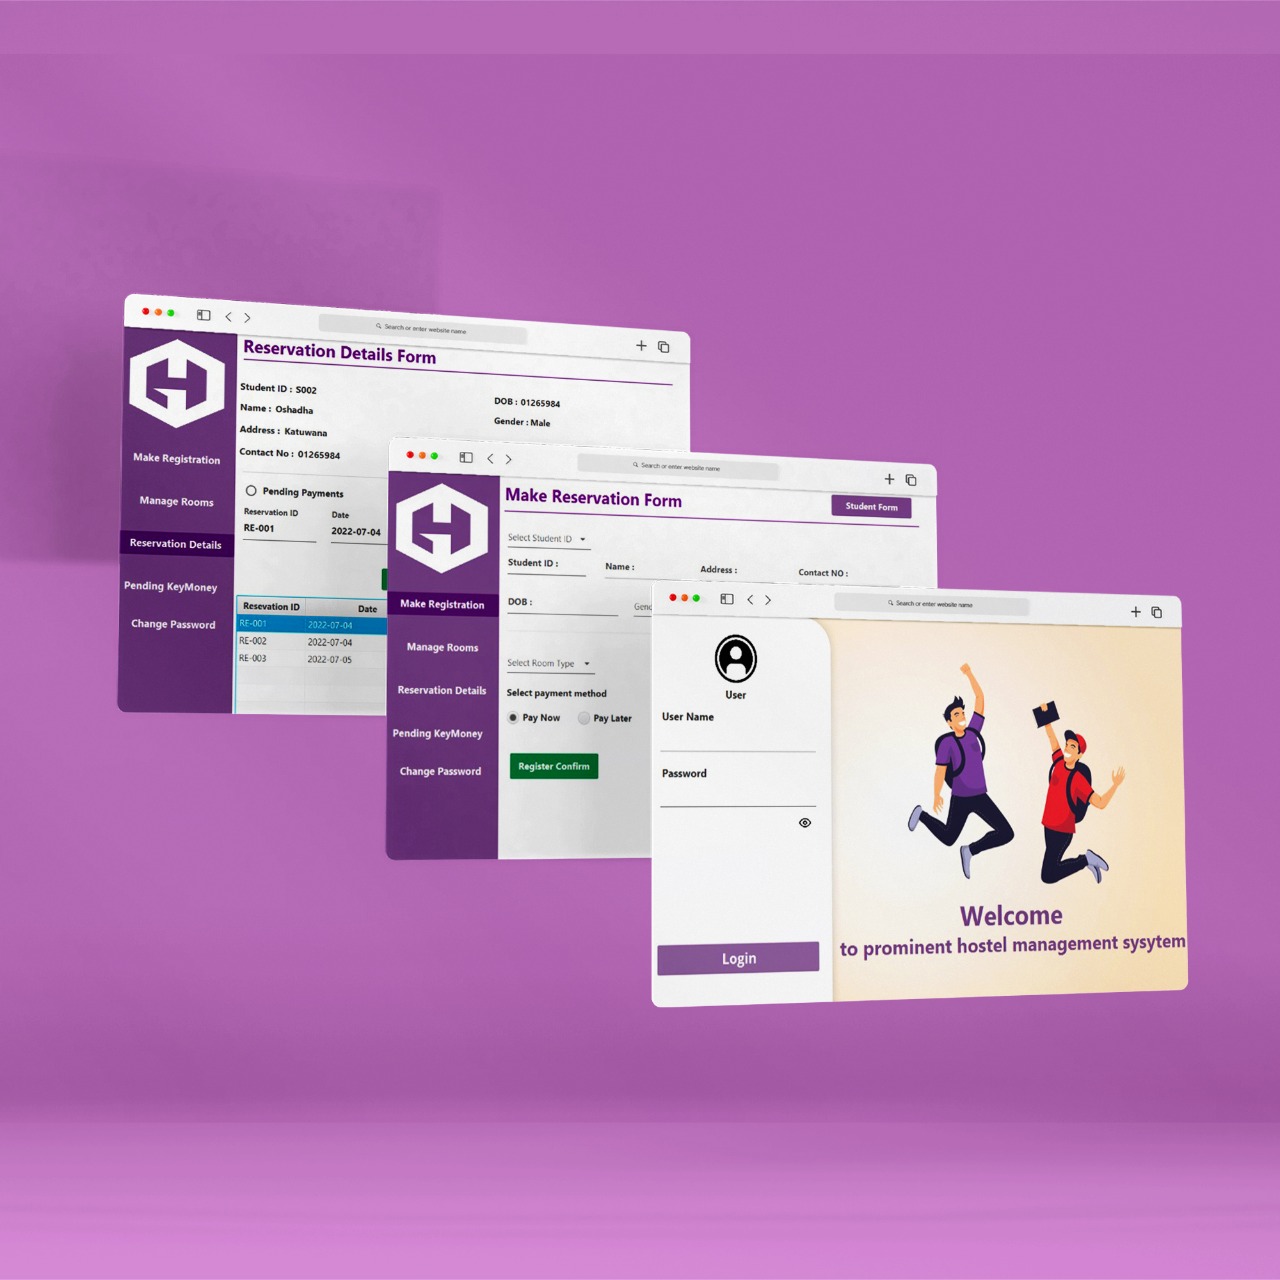 Search or enter website name
Reservation Details Form
Student ID : S002
DOB : 01265984
Name : Oshadha
Gender : Male
Address : Katuwana
Contact No : 01265984
Make Registration
Manage Rooms
Reservation Details
Pending KeyMoney
Change Password
Pending Payments
Reservation ID
Date
RE-001
2022-07-04
Resevation ID
Date
RE-001
2022-07-04
RE-002
2022-07-04
RE-003
2022-07-05
Search or enter website name
Make Reservation Form
Student Form
Select Student ID
Student ID :
Name :
Address :
Contact NO :
DOB :
Make Registration
Manage Rooms
Reservation Details
Pending KeyMoney
Change Password
Select Room Type
Select payment method
Pay Now
Pay Later
Register Confirm
Search or enter website name
User
User Name
Password
Login
Welcome
to prominent hostel management sysytem